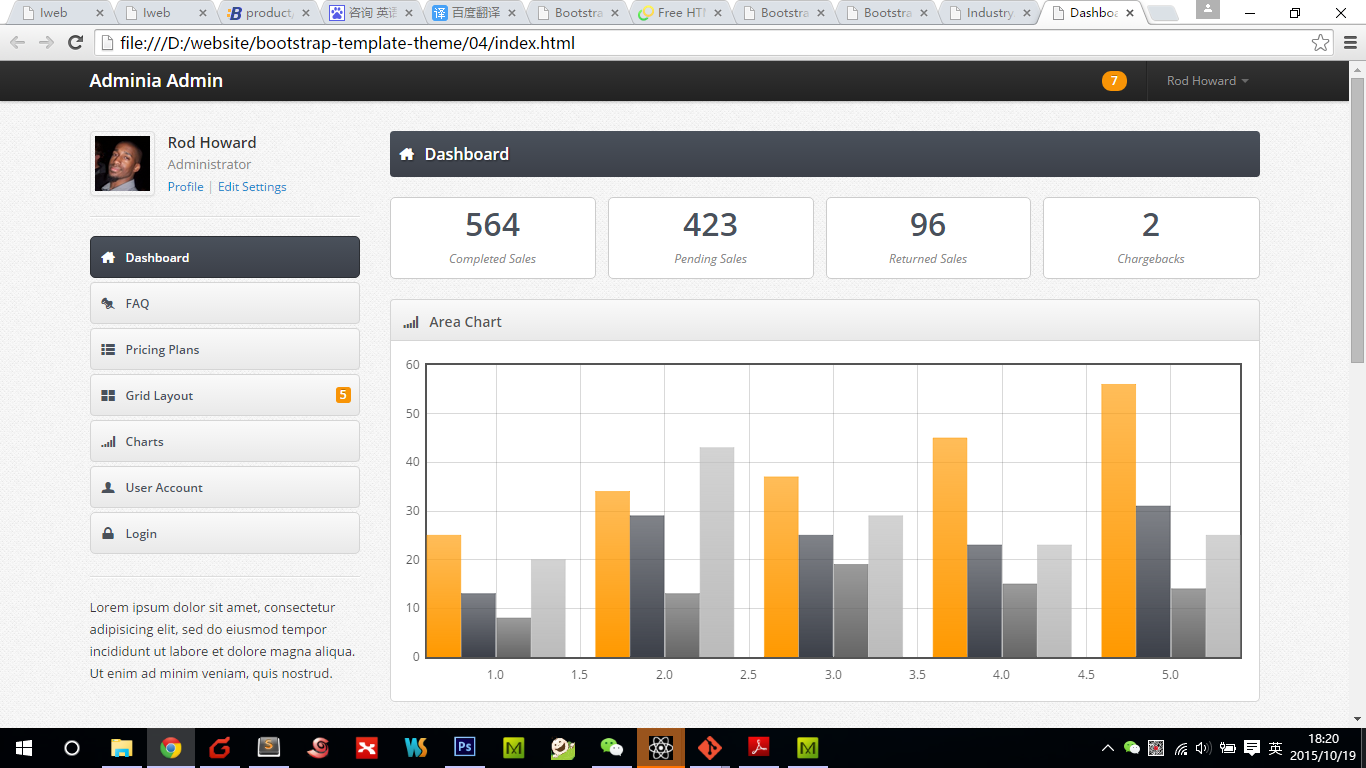 lweb
lweb
product
咨询 英语
百度翻译
Bootstra
Free HTM
Bootstra
Bootstra
Industry
Dashboa
file:///D:/website/bootstrap-template-theme/04/index.html
Adminia Admin
7
Rod Howard
Rod Howard
Administrator
Profile | Edit Settings
Dashboard
FAQ
Pricing Plans
Grid Layout
5
Charts
User Account
Login
Lorem ipsum dolor sit amet, consectetur
adipisicing elit, sed do eiusmod tempor
incididunt ut labore et dolore magna aliqua.
Ut enim ad minim veniam, quis nostrud.
Dashboard
564
Completed Sales
423
Pending Sales
96
Returned Sales
2
Chargebacks
Area Chart
60
50
40
30
20
10
0
1.0 1.5 2.0 2.5 3.0 3.5 4.0 4.5 5.0
英
18:20
2015/10/19